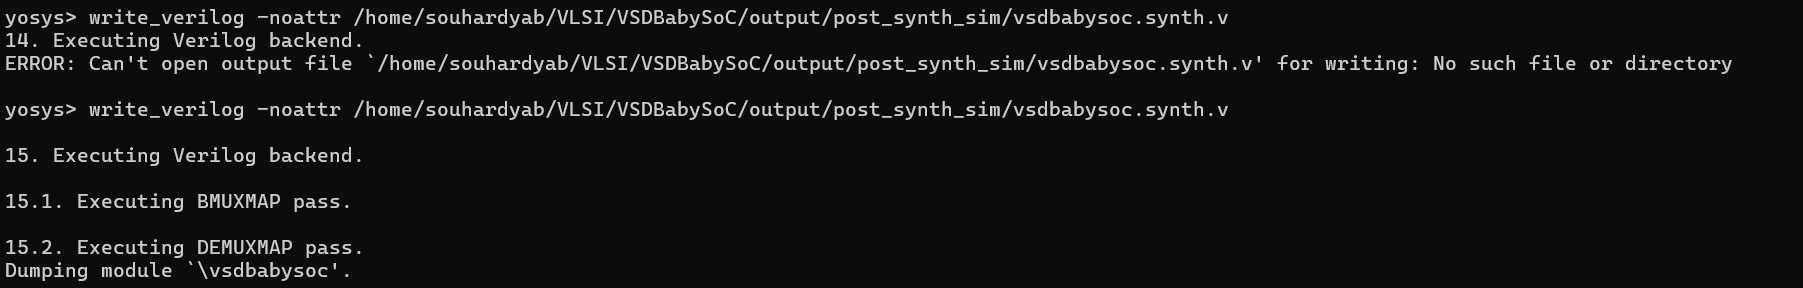 yosys> write_verilog -noattr /home/souhardyab/VLSI/VSDBabySoC/output/post_synth_sim/vsdbabysoc.synth.v
14. Executing Verilog backend.
ERROR: Can't open output file `/home/souhardyab/VLSI/VSDBabySoC/output/post_synth_sim/vsdbabysoc.synth.v' for writing: No such file or directory
yosys> write_verilog -noattr /home/souhardyab/VLSI/VSDBabySoC/output/post_synth_sim/vsdbabysoc.synth.v
15. Executing Verilog backend.
15.1. Executing BMUXMAP pass.
15.2. Executing DEMUXMAP pass.
Dumping module `\vsdbabysoc'.